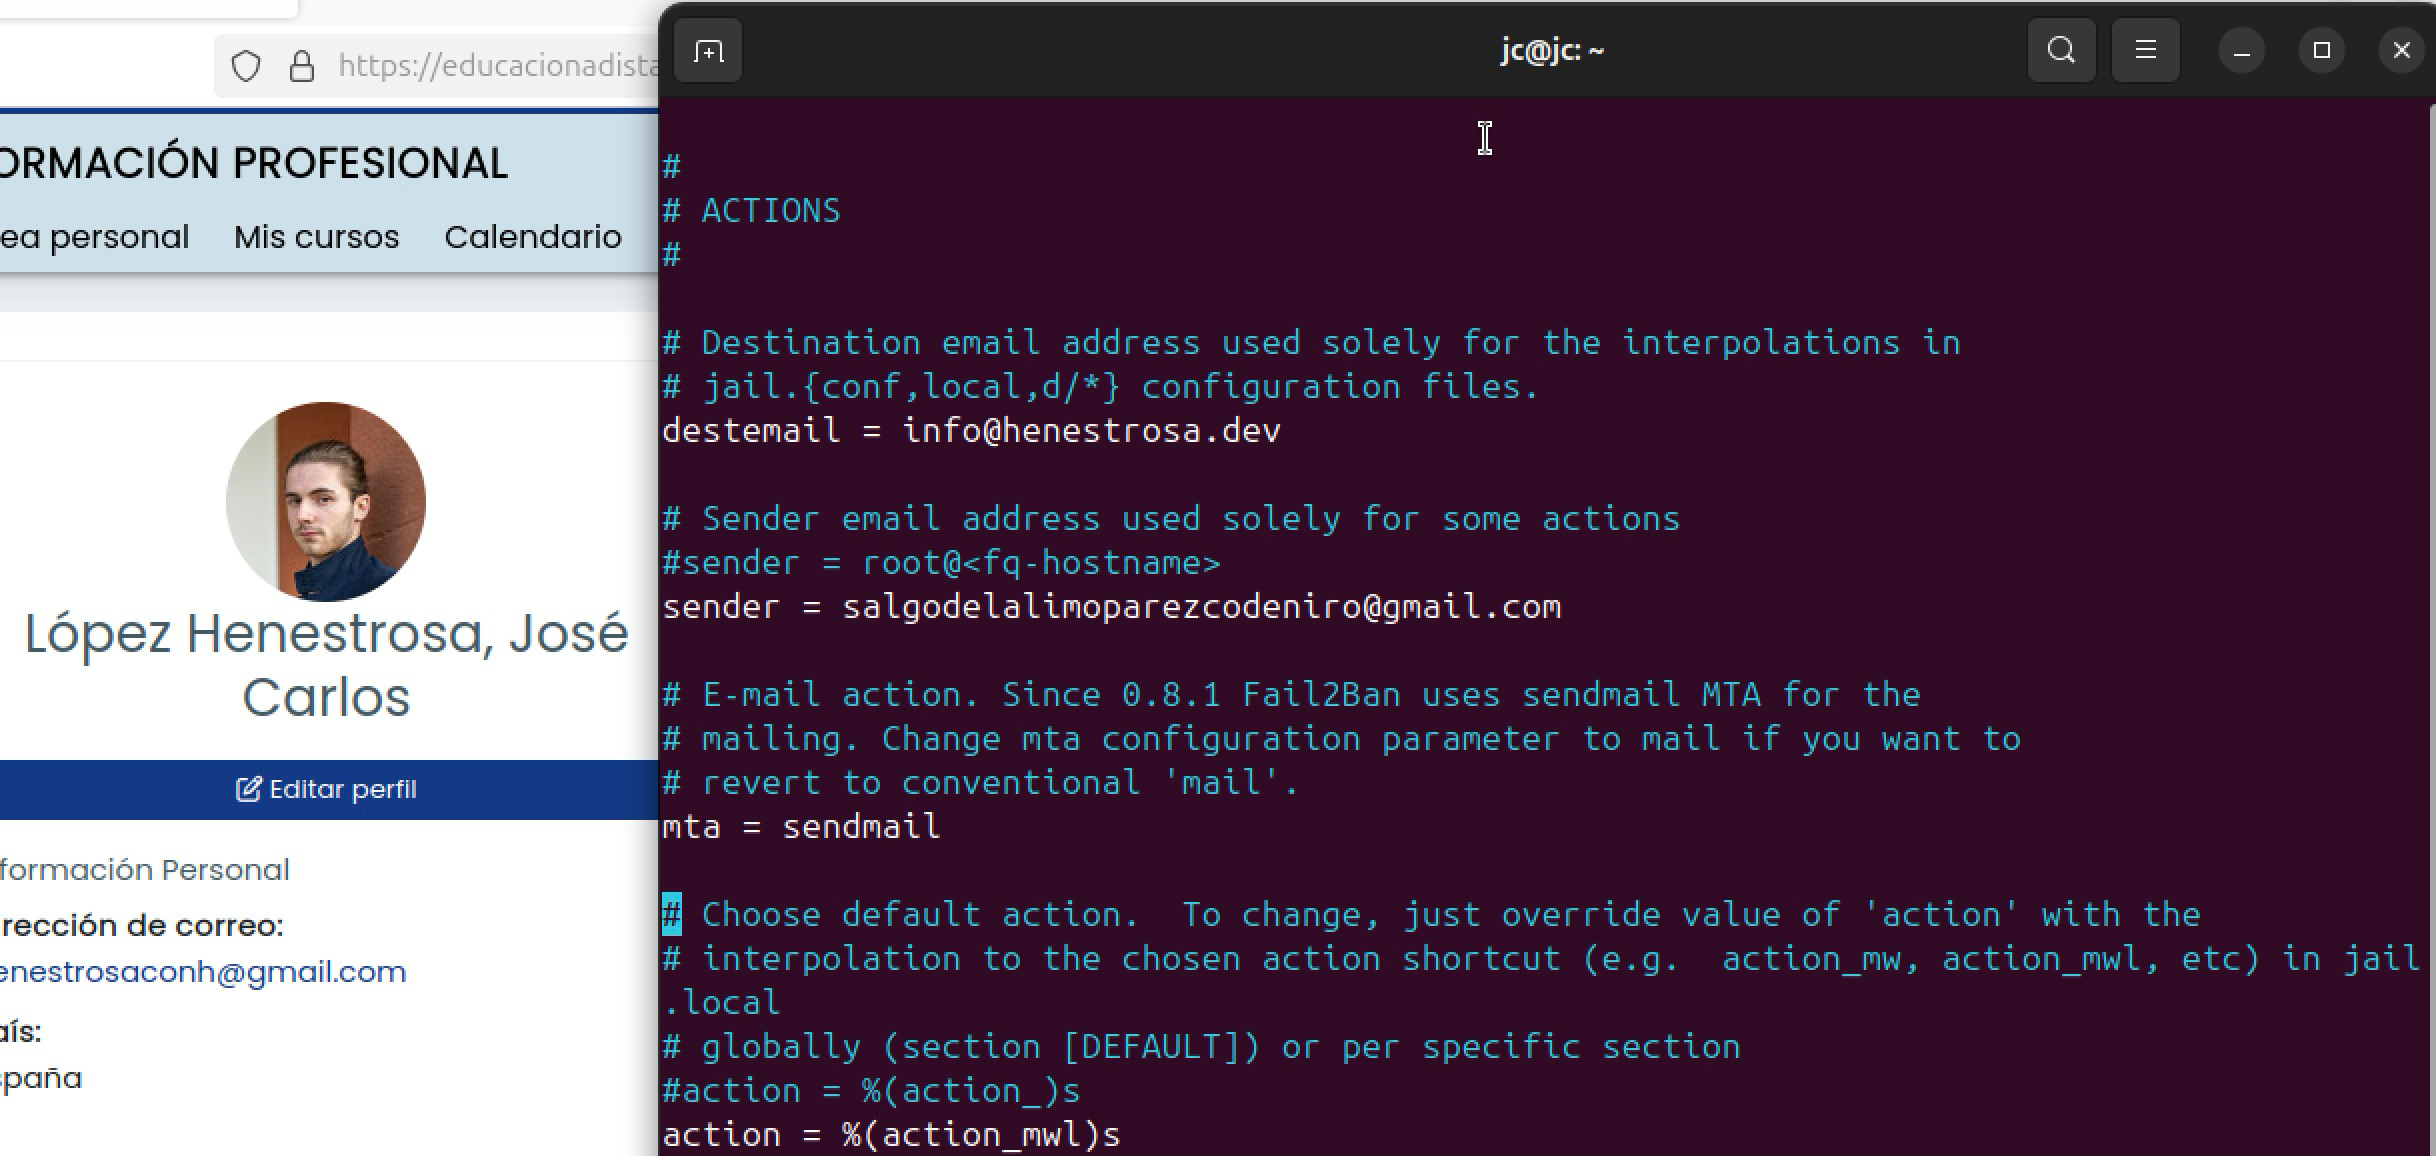 https://educacionadista
ORMACIÓN PROFESIONAL
ea personal Mis cursos Calendario
López Henestrosa, José
Carlos
Editar perfil
formación Personal
rección de correo:
enestrosaconh@gmail.com
aís:
spaña
jc@jc: ~
#
# ACTIONS
#
# Destination email address used solely for the interpolations in
# jail.{conf,local,d/*} configuration files.
destemail = info@henestrosa.dev
# Sender email address used solely for some actions
#sender = root@<fq-hostname>
sender = salgodelalimoparezcodeniro@gmail.com
# E-mail action. Since 0.8.1 Fail2Ban uses sendmail MTA for the
# mailing. Change mta configuration parameter to mail if you want to
# revert to conventional 'mail'.
mta = sendmail
# Choose default action.  To change, just override value of 'action' with the
# interpolation to the chosen action shortcut (e.g.  action_mw, action_mwl, etc) in jail
.local
# globally (section [DEFAULT]) or per specific section
#action = %(action_)s
action = %(action_mwl)s